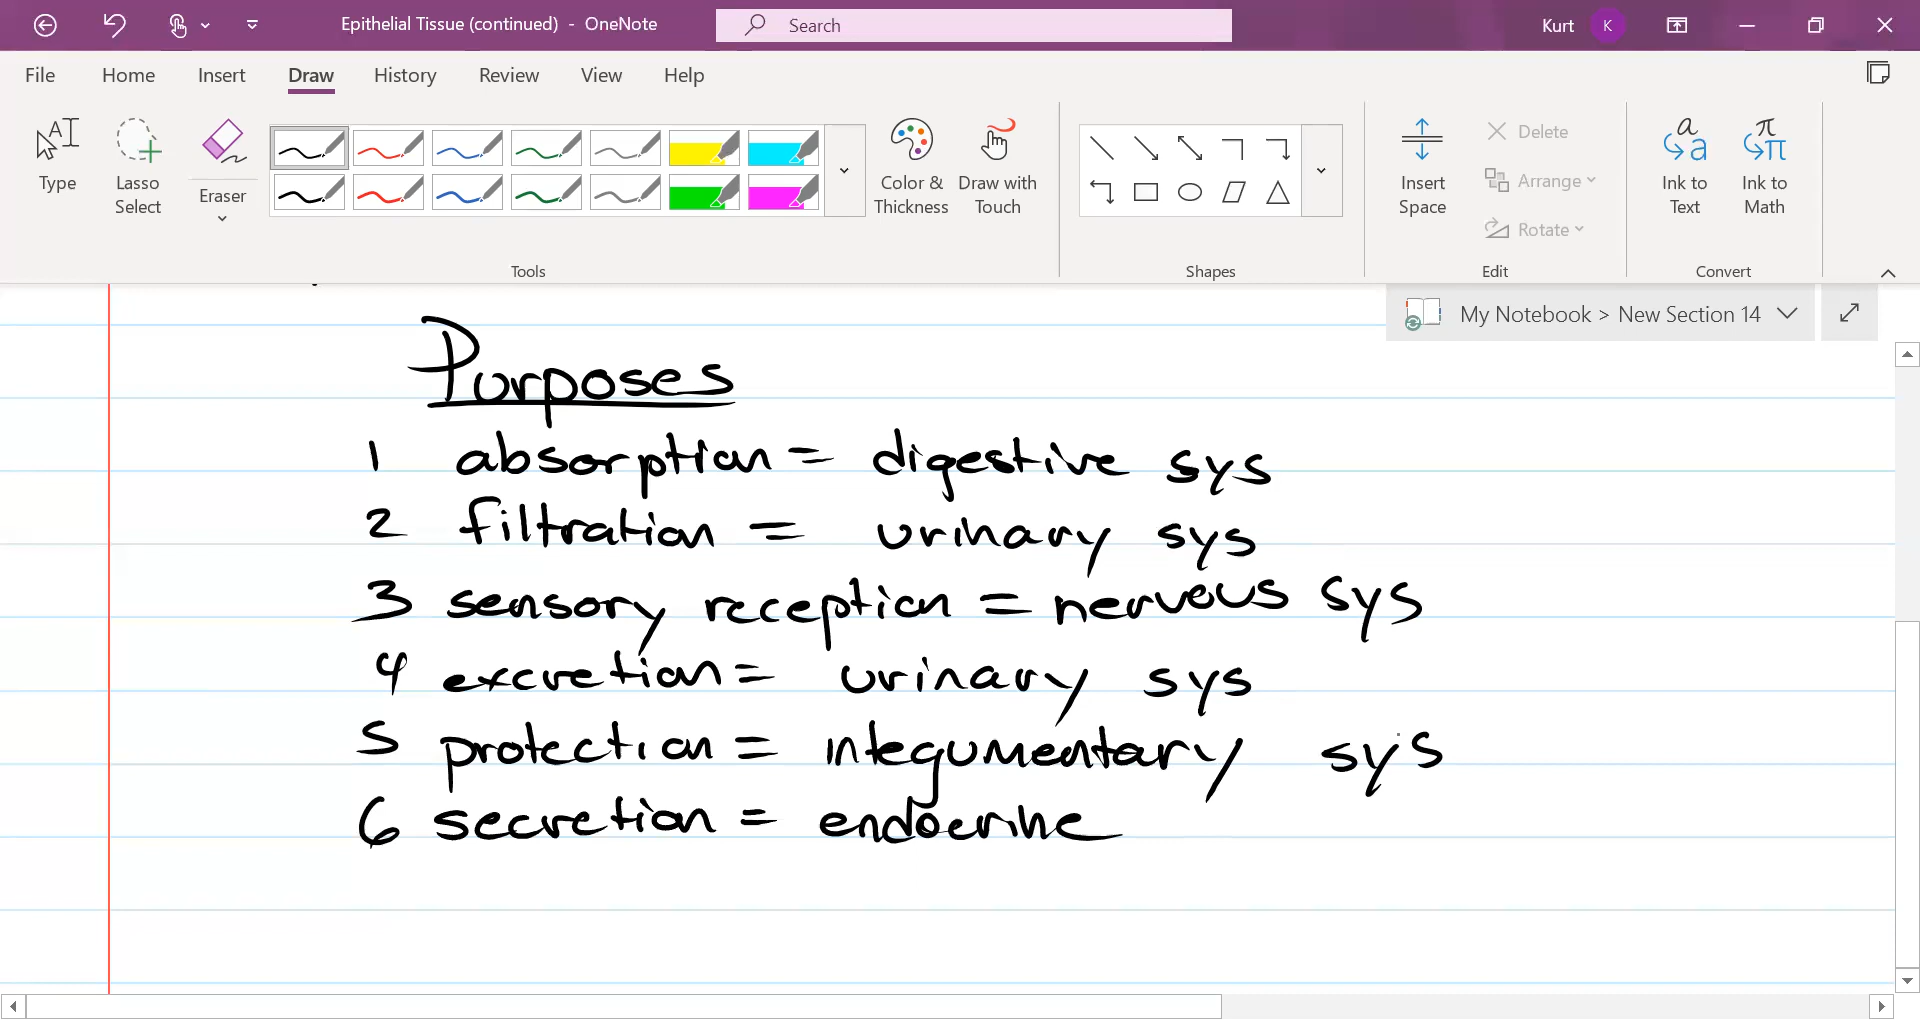 Epithelial Tissue (continued) - OneNote
Search
Kurt K
File Home Insert Draw History Review View Help
Type
Lasso Select
Eraser
Color & Thickness
Draw with Touch
Insert Space
Delete
Arrange
Rotate
Ink to Text
Ink to Math
Tools Shapes Edit Convert
My Notebook > New Section 14
Purposes
1 absorption = digestive sys
2 filtration = urinary sys
3 sensory reception = nervous sys
4 excretion = urinary sys
5 protection = integumentary sys
6 secretion = endocrine